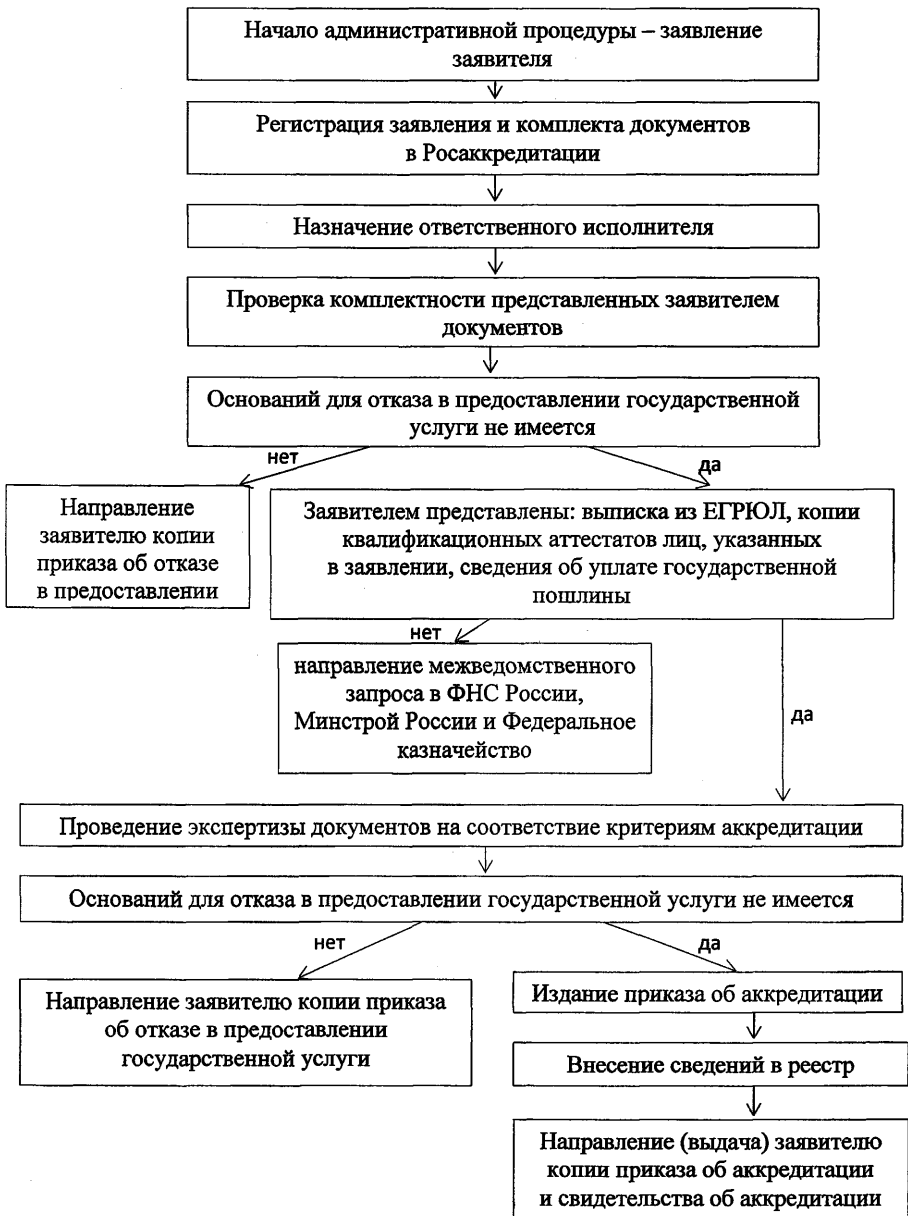 Начало административной процедуры – заявление
заявителя
Регистрация заявления и комплекта документов
в Росаккредитации
Назначение ответственного исполнителя
Проверка комплектности представленных заявителем
документов
Оснований для отказа в предоставлении государственной
услуги не имеется
нет
да
Направление
заявителю копии
приказа об отказе
в предоставлении
Заявителем представлены: выписка из ЕГРЮЛ, копии
квалификационных аттестатов лиц, указанных
в заявлении, сведения об уплате государственной
пошлины
нет
направление межведомственного
запроса в ФНС России,
Минстрой России и Федеральное
казначейство
да
Проведение экспертизы документов на соответствие критериям аккредитации
Оснований для отказа в предоставлении государственной услуги не имеется
нет
да
Направление заявителю копии приказа
об отказе в предоставлении
государственной услуги
Издание приказа об аккредитации
Внесение сведений в реестр
Направление (выдача) заявителю
копии приказа об аккредитации
и свидетельства об аккредитации